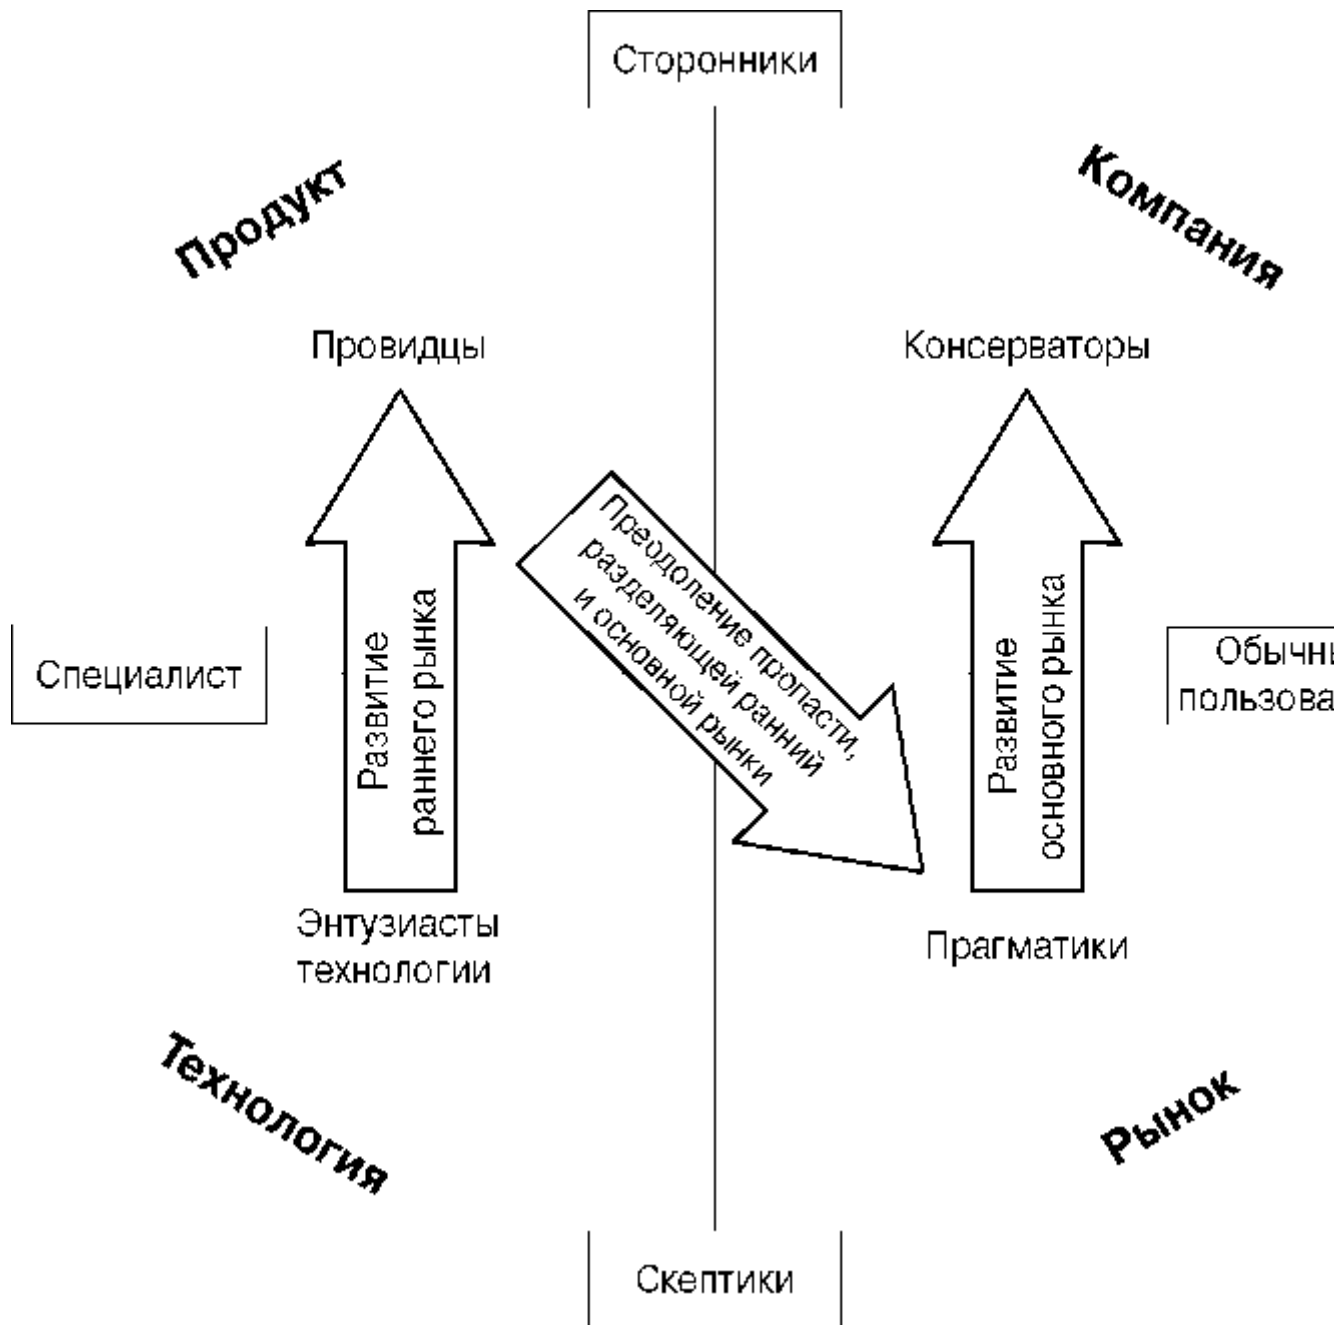 Сторонники
Продукт
Компания
Провидцы
Консерваторы
Преодоление пропасти,
разделяющей ранний
и основной рынки
Развитие
раннего рынка
Развитие
основного рынка
Специалист
Энтузиасты
технологии
Прагматики
Технология
Рынок
Скептики